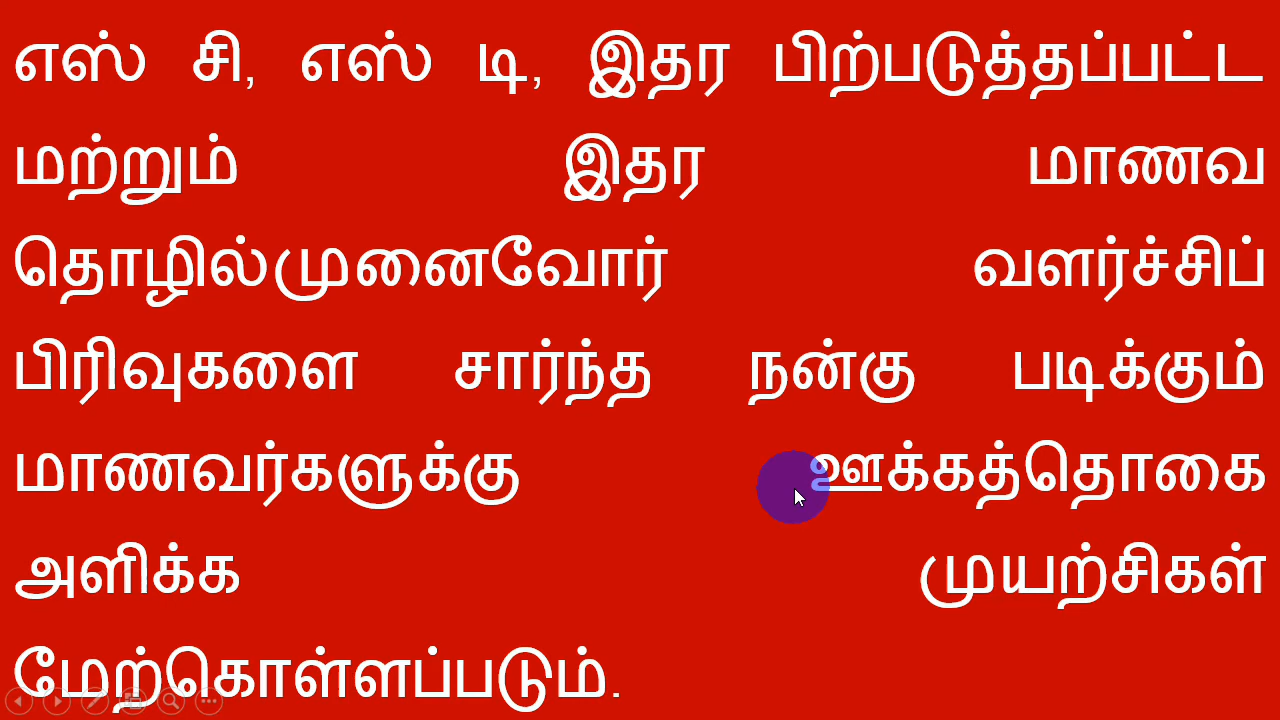 எஸ் சி, எஸ் டி, இதர பிற்படுத்தப்பட்ட
மற்றும் இதர மாணவ
தொழில்முனைவோர் வளர்ச்சிப்
பிரிவுகளை சார்ந்த நன்கு படிக்கும்
மாணவர்களுக்கு ஊக்கத்தொகை
அளிக்க முயற்சிகள்
மேற்கொள்ளப்படும்.